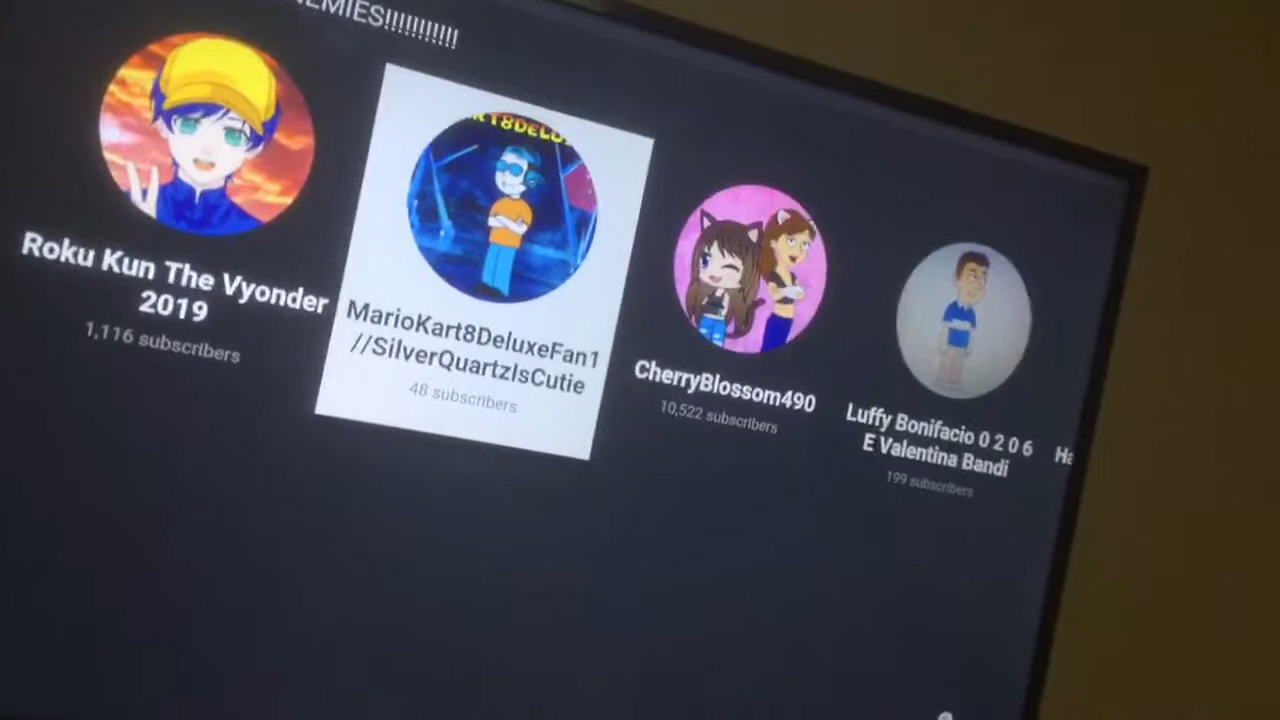 NEMIES!!!!!!!!!!!
Roku Kun The Vyonder
2019
1,116 subscribers
MarioKart8DeluxeFan1
//SilverQuartzIsCutie
48 subscribers
CherryBlossom490
10,522 subscribers
Luffy Bonifacio 0 2 0 6
E Valentina Bandi
199 subscribers
Ha